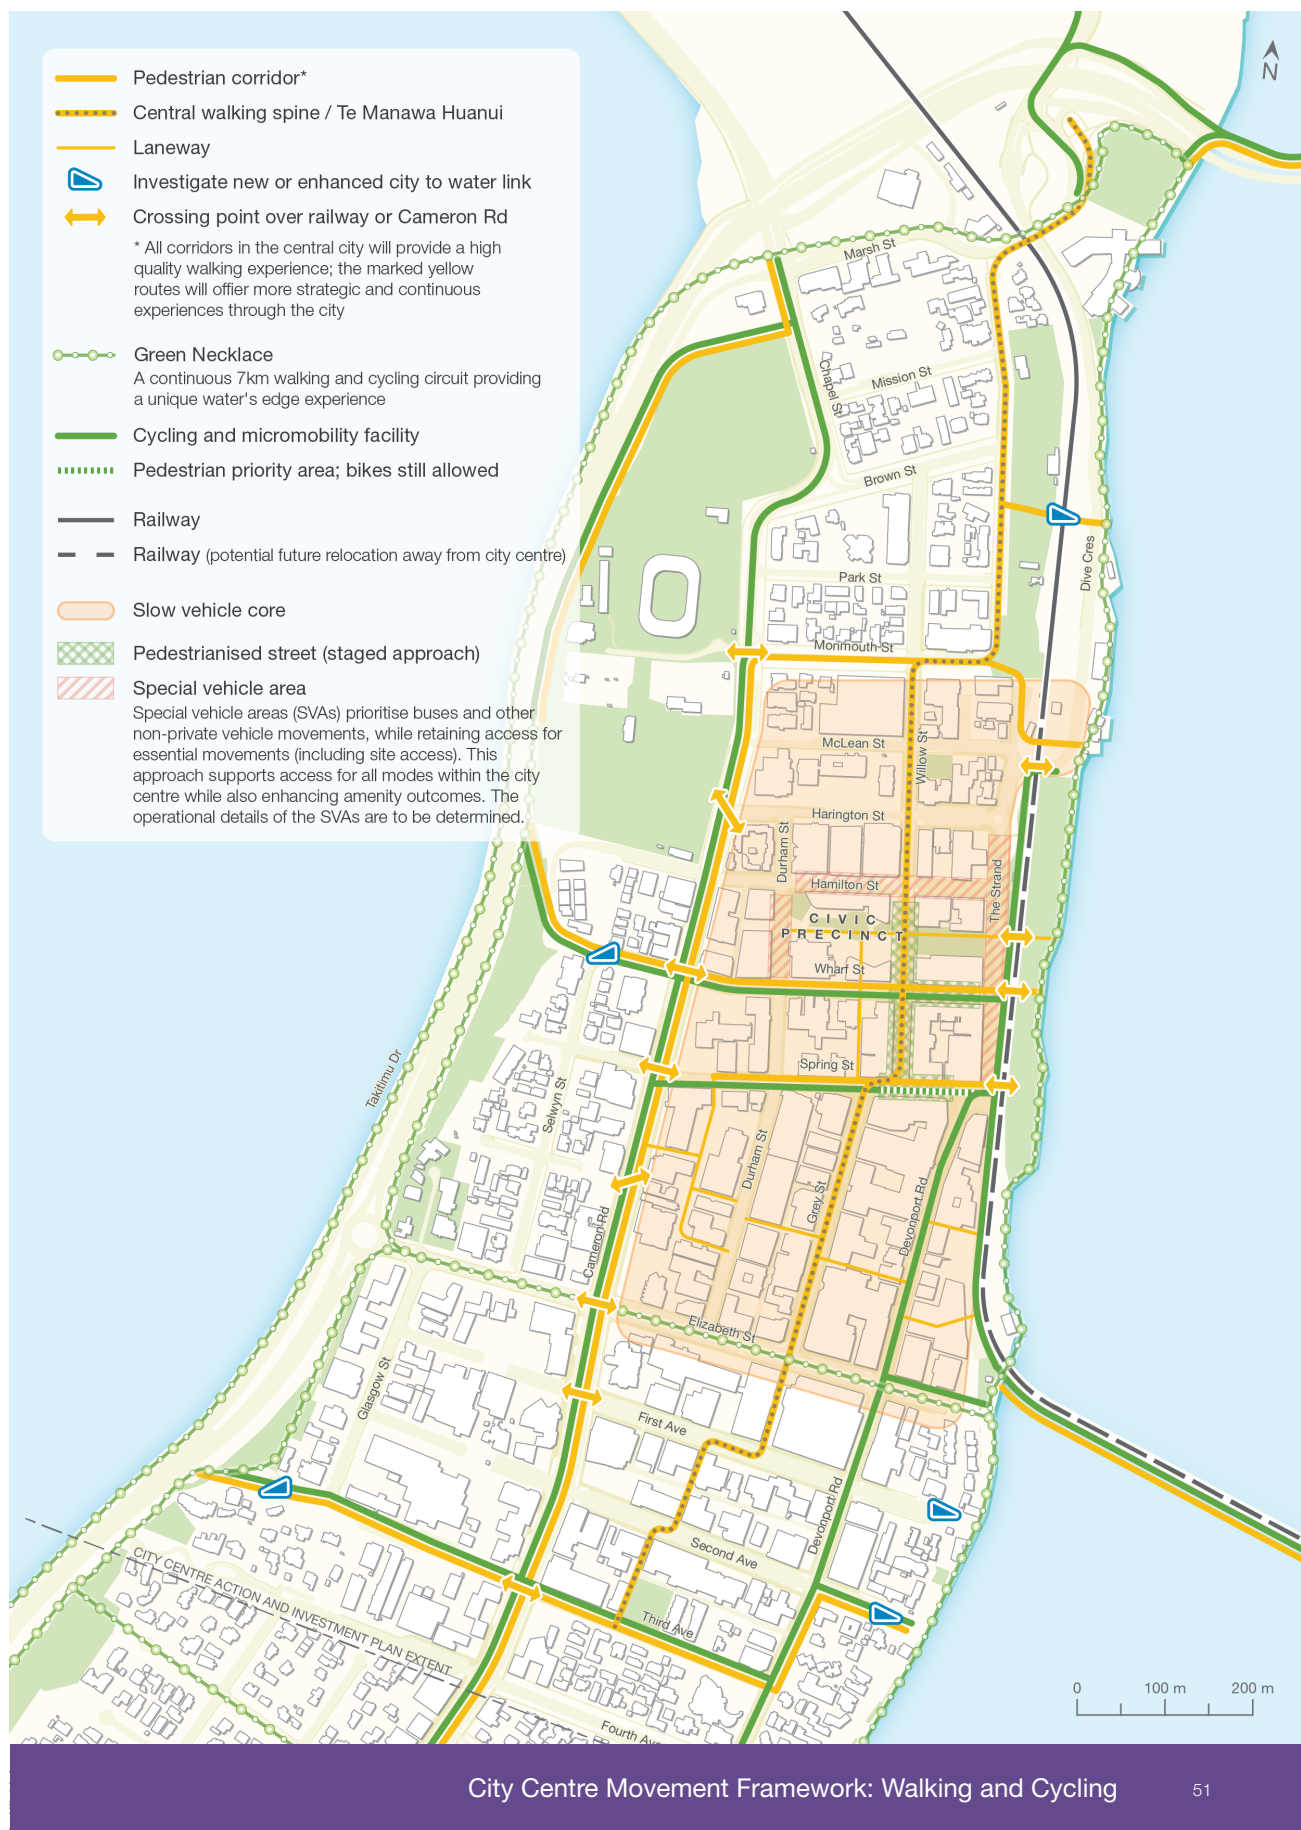 Pedestrian corridor*
Central walking spine / Te Manawa Huanui
Laneway
Investigate new or enhanced city to water link
Crossing point over railway or Cameron Rd
* All corridors in the central city will provide a high
quality walking experience; the marked yellow
routes will offier more strategic and continuous
experiences through the city
Green Necklace
A continuous 7km walking and cycling circuit providing
a unique water's edge experience
Cycling and micromobility facility
Pedestrian priority area; bikes still allowed
Railway
Railway (potential future relocation away from city centre)
Slow vehicle core
Pedestrianised street (staged approach)
Special vehicle area
Special vehicle areas (SVAs) prioritise buses and other
non-private vehicle movements, while retaining access for
essential movements (including site access). This
approach supports access for all modes within the city
centre while also enhancing amenity outcomes. The
operational details of the SVAs are to be determined.
N
Marsh St
Chapel St
Mission St
Brown St
Dive Cres
Park St
Monmouth St
McLean St
Willow St
Harington St
Durham St
Hamilton St
The Strand
CIVIC
PRECINCT
Wharf St
Spring St
Takitimu Dr
Selwyn St
Durham St
Grey St
Devonport Rd
Cameron Rd
Elizabeth St
Glasgow St
First Ave
Devonport Rd
Second Ave
CITY CENTRE ACTION AND INVESTMENT PLAN EXTENT
Third Ave
Fourth Ave
0 100 m 200 m
City Centre Movement Framework: Walking and Cycling
51